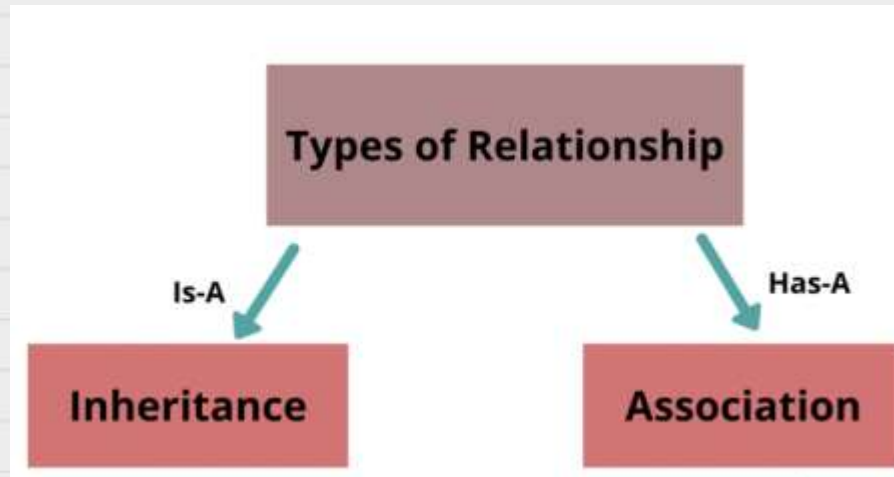 Types of Relationship
Is-A
Has-A
Inheritance
Association